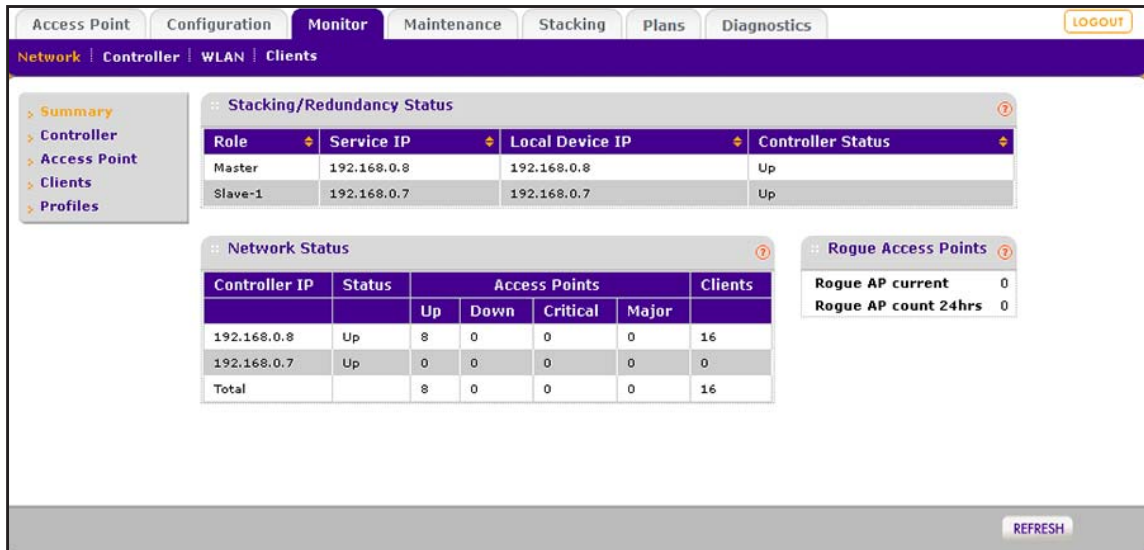 Access Point Configuration Monitor Maintenance Stacking Plans Diagnostics LOGOUT
Network Controller WLAN Clients
Summary
Controller
Access Point
Clients
Profiles
Stacking/Redundancy Status ?
Role Service IP Local Device IP Controller Status
Master 192.168.0.8 192.168.0.8 Up
Slave-1 192.168.0.7 192.168.0.7 Up
Network Status ?
Controller IP Status Access Points Clients
Up Down Critical Major
192.168.0.8 Up 8 0 0 0 16
192.168.0.7 Up 0 0 0 0 0
Total 8 0 0 0 16
Rogue Access Points ?
Rogue AP current 0
Rogue AP count 24hrs 0
REFRESH